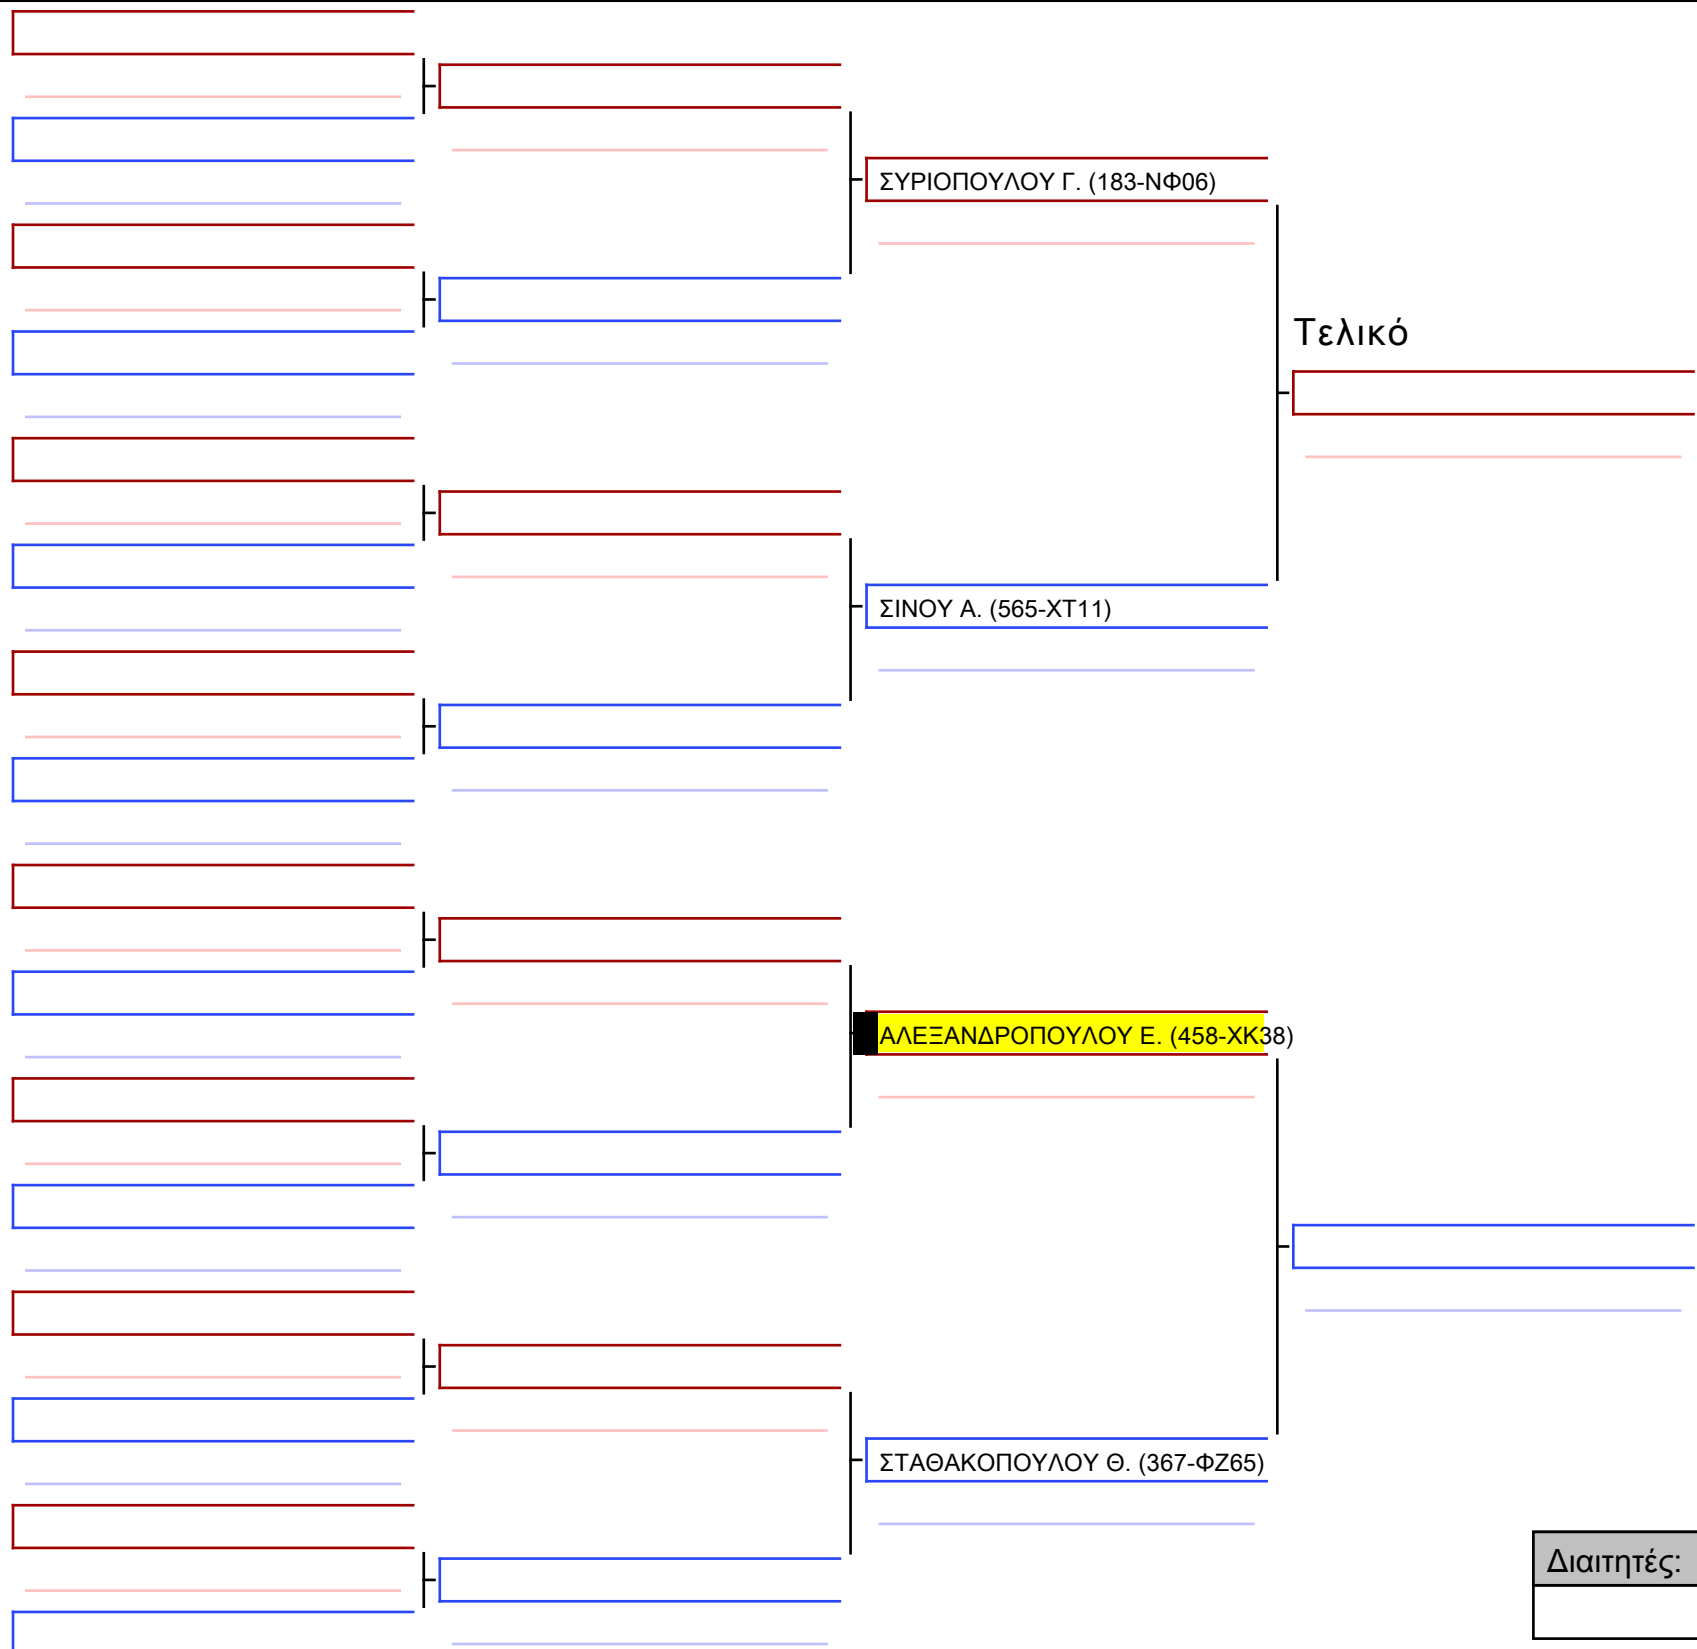 ΣΥΡΙΟΠΟΥΛΟΥ Γ. (183-ΝΦ06)
Τελικό
ΣΙΝΟΥ Α. (565-ΧΤ11)
ΑΛΕΞΑΝΔΡΟΠΟΥΛΟΥ Ε. (458-ΧΚ38)
ΣΤΑΘΑΚΟΠΟΥΛΟΥ Θ. (367-ΦΖ65)
Διαιτητές: